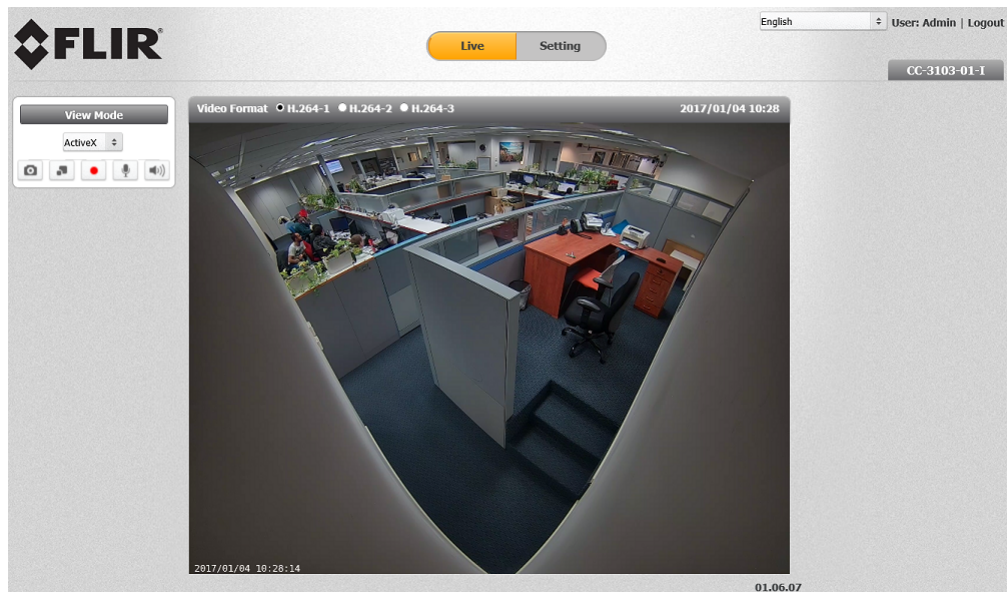 FLIR
English
User: Admin | Logout
Live
Setting
CC-3103-01-I
View Mode
ActiveX
Video Format H.264-1 H.264-2 H.264-3
2017/01/04 10:28
2017/01/04 10:28:14
01.06.07